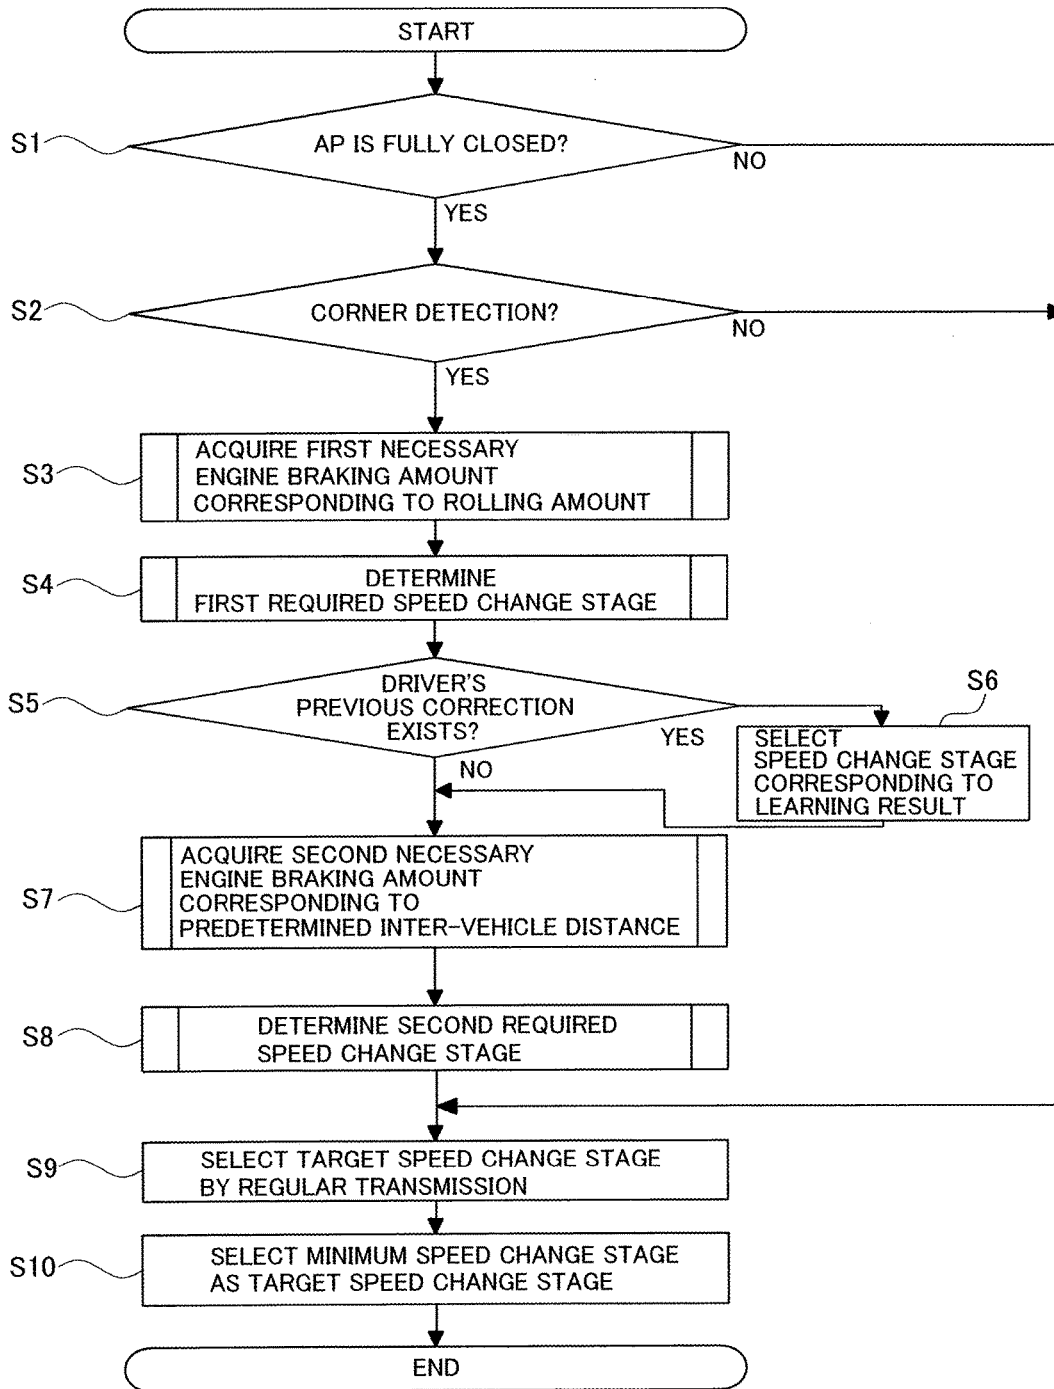 START
S1
AP IS FULLY CLOSED?
NO
YES
S2
CORNER DETECTION?
NO
YES
S3
ACQUIRE FIRST NECESSARY
ENGINE BRAKING AMOUNT
CORRESPONDING TO ROLLING AMOUNT
S4
DETERMINE
FIRST REQUIRED SPEED CHANGE STAGE
S5
DRIVER'S
PREVIOUS CORRECTION
EXISTS?
YES
NO
S6
SELECT
SPEED CHANGE STAGE
CORRESPONDING TO
LEARNING RESULT
S7
ACQUIRE SECOND NECESSARY
ENGINE BRAKING AMOUNT
CORRESPONDING TO
PREDETERMINED INTER-VEHICLE DISTANCE
S8
DETERMINE SECOND REQUIRED
SPEED CHANGE STAGE
S9
SELECT TARGET SPEED CHANGE STAGE
BY REGULAR TRANSMISSION
S10
SELECT MINIMUM SPEED CHANGE STAGE
AS TARGET SPEED CHANGE STAGE
END